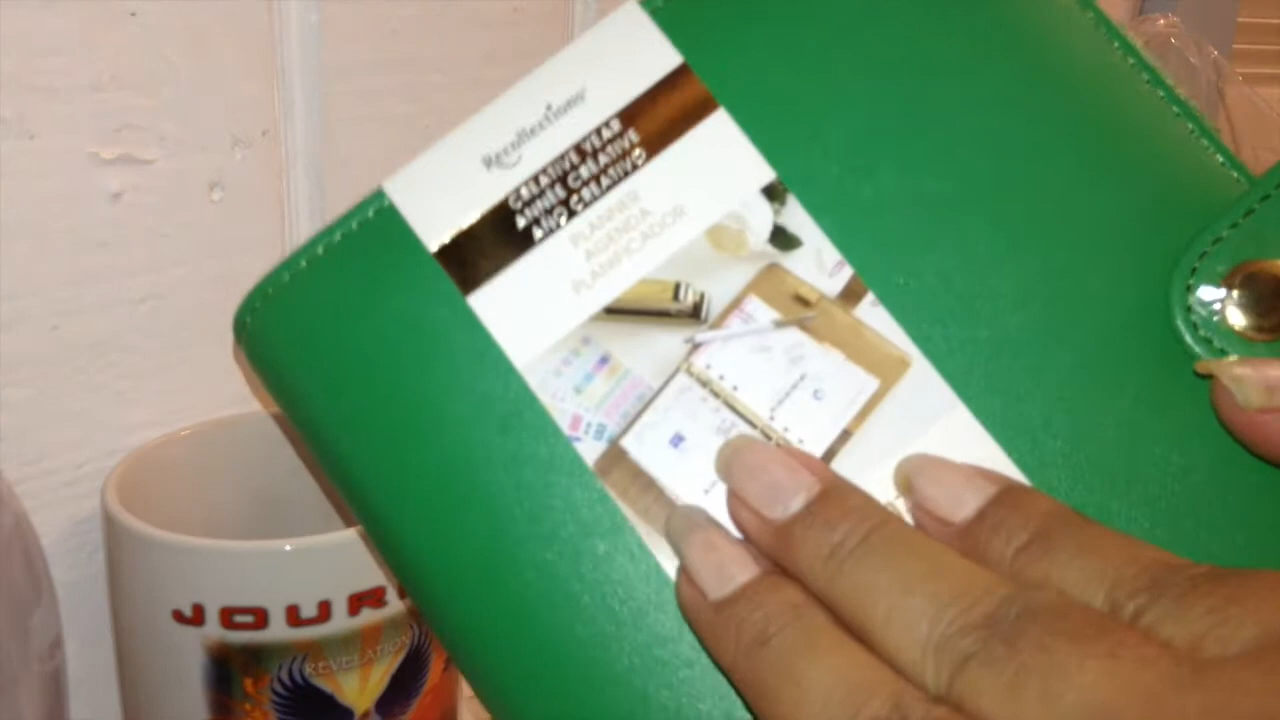 Recollections
CREATIVE YEAR
ANNÉE CRÉATIVE
AÑO CREATIVO
PLANNER
AGENDA
PLANIFICADOR
JOUR
REVELATION